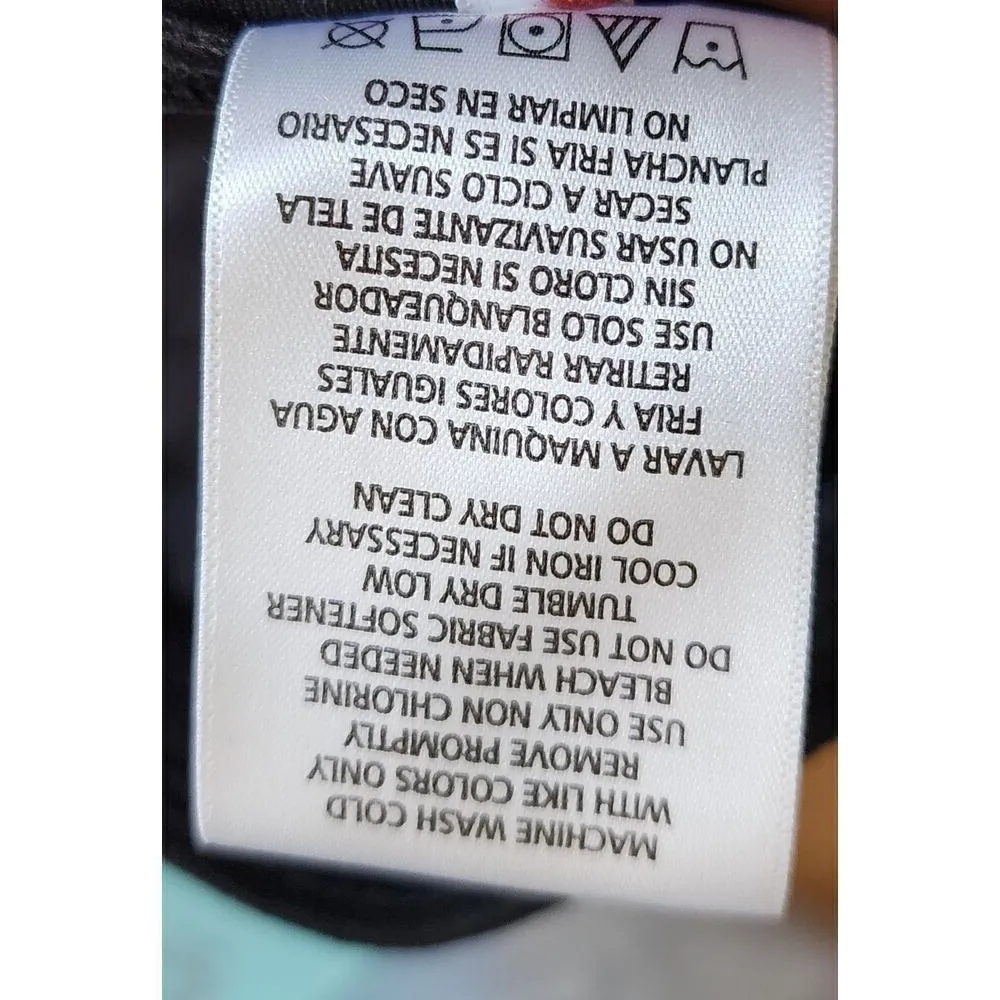 MACHINE WASH COLD
WITH LIKE COLORS ONLY
REMOVE PROMPTLY
USE ONLY NON CHLORINE
BLEACH WHEN NEEDED
DO NOT USE FABRIC SOFTENER
TUMBLE DRY LOW
COOL IRON IF NECESSARY
DO NOT DRY CLEAN
LAVAR A MAQUINA CON AGUA
FRIA Y COLORES IGUALES
RETIRAR RAPIDAMENTE
USE SOLO BLANQUEADOR
SIN CLORO SI NECESITA
NO USAR SUAVIZANTE DE TELA
SECAR A CICLO SUAVE
PLANCHA FRIA SI ES NECESARIO
NO LIMPIAR EN SECO